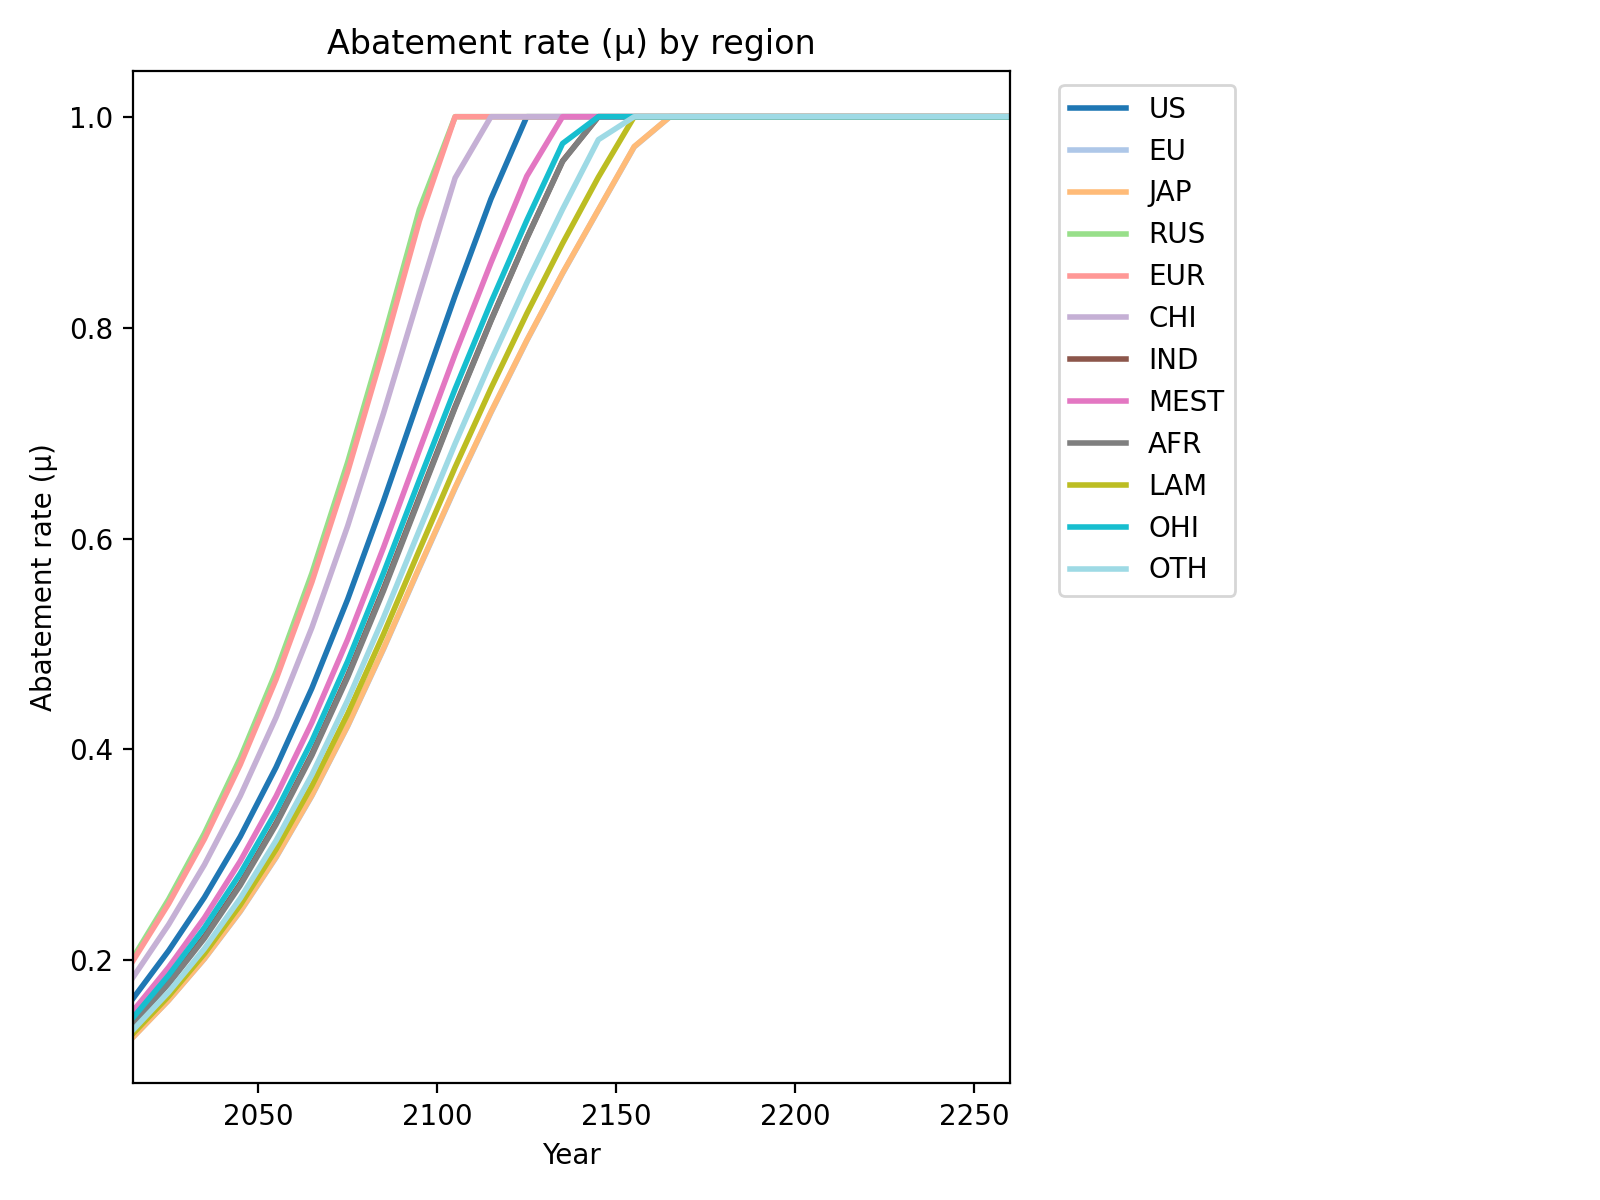 Abatement rate (μ) by region
Abatement rate (μ)
1.0
0.8
0.6
0.4
0.2
2050
2100
2150
2200
2250
Year
US
EU
JAP
RUS
EUR
CHI
IND
MEST
AFR
LAM
OHI
OTH